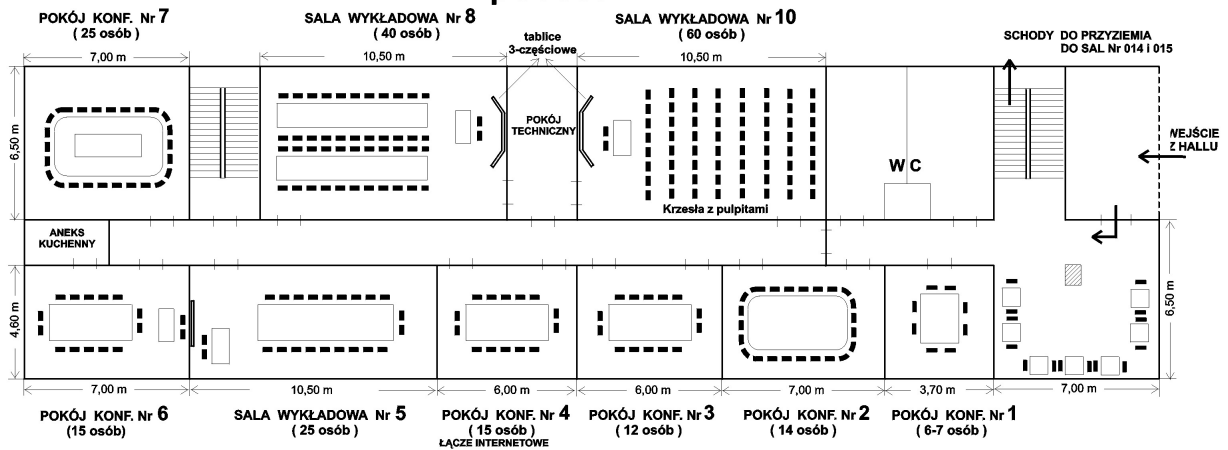 POKÓJ KONF. Nr 7
( 25 osób )
7,00 m
SALA WYKŁADOWA Nr 8
( 40 osób )
10,50 m
tablice
3-częściowe
SALA WYKŁADOWA Nr 10
( 60 osób )
10,50 m
SCHODY DO PRZYZIEMIA
DO SAL Nr 014 i 015
6,50 m
POKÓJ
TECHNICZNY
WC
WEJŚCIE
Z HALLU
Krzesła z pulpitami
ANEKS
KUCHENNY
4,60 m
6,50 m
7,00 m
10,50 m
6,00 m
6,00 m
7,00 m
3,70 m
7,00 m
POKÓJ KONF. Nr 6
(15 osób)
SALA WYKŁADOWA Nr 5
( 25 osób )
POKÓJ KONF. Nr 4
( 15 osób )
ŁĄCZE INTERNETOWE
POKÓJ KONF. Nr 3
( 12 osób )
POKÓJ KONF. Nr 2
( 14 osób )
POKÓJ KONF. Nr 1
( 6-7 osób )